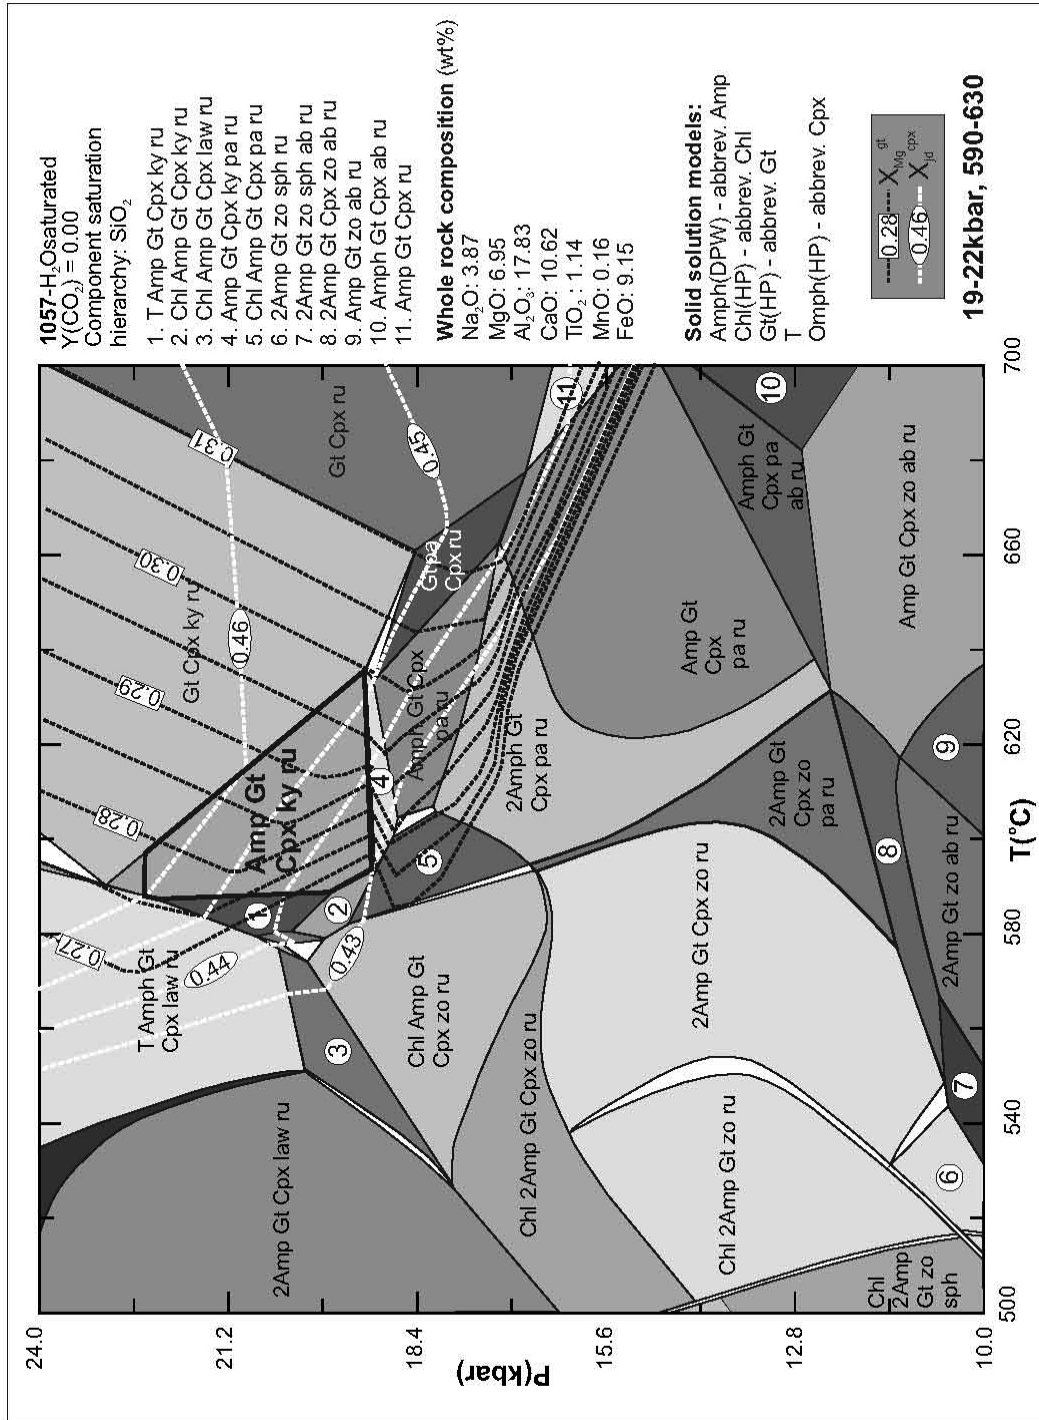 1057-H₂Osaturated
Y(CO₂) = 0.00
Component saturation
hierarchy: SiO₂
1. T Amp Gt Cpx ky ru
2. Chl Amp Gt Cpx ky ru
3. Chl Amp Gt Cpx law ru
4. Amp Gt Cpx ky pa ru
5. Chl Amp Gt Cpx pa ru
6. 2Amp Gt zo sph ru
7. 2Amp Gt zo sph ab ru
8. 2Amp Gt Cpx zo ab ru
9. Amp Gt zo ab ru
10. Amph Gt Cpx ab ru
11. Amp Gt Cpx ru
Whole rock composition (wt%)
Na₂O: 3.87
MgO: 6.95
Al₂O₃: 17.83
CaO: 10.62
TiO₂: 1.14
MnO: 0.16
FeO: 9.15
Solid solution models:
Amph(DPW) - abbrev. Amp
Chl(HP) - abbrev. Chl
Gt(HP) - abbrev. Gt
T
Omph(HP) - abbrev. Cpx
0.28 X Mg gt
0.46 X jd cpx
19-22kbar, 590-630
P(kbar)
24.0
21.2
18.4
15.6
12.8
10.0
T(°C)
500
540
580
620
660
700
2Amp Gt Cpx law ru
T Amph Gt
Cpx law ru
Gt Cpx ky ru
Gt Cpx ru
Amp Gt
Cpx ky ru
Gt pa
Cpx ru
Amph Gt Cpx
pa ru
Chl Amp Gt
Cpx zo ru
Chl 2Amp Gt Cpx zo ru
2Amph Gt
Cpx pa ru
Amp Gt
Cpx
pa ru
Amph Gt
Cpx pa
ab ru
2Amp Gt Cpx zo ru
2Amp Gt
Cpx zo
pa ru
Chl 2Amp Gt zo ru
Amp Gt Cpx zo ab ru
2Amp Gt zo ab ru
Chl
2Amp
Gt zo
sph
0.27
0.28
0.29
0.30
0.31
0.43
0.44
0.45
0.46
1
2
3
4
5
6
7
8
9
10
11